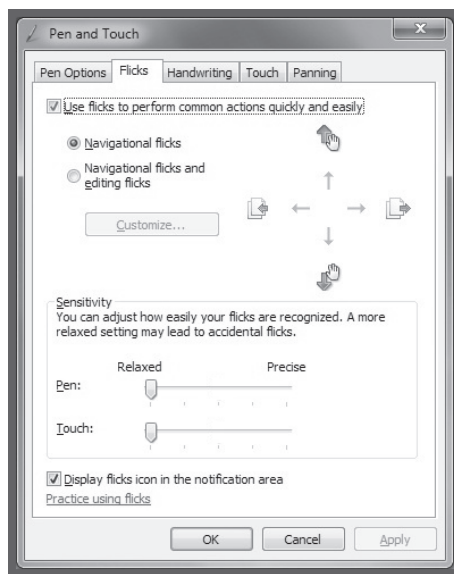 Pen and Touch
Pen Options Flicks Handwriting Touch Panning
Use flicks to perform common actions quickly and easily
Navigational flicks
Navigational flicks and
editing flicks
Customize...
Sensitivity
You can adjust how easily your flicks are recognized. A more
relaxed setting may lead to accidental flicks.
Relaxed Precise
Pen:
Touch:
Display flicks icon in the notification area
Practice using flicks
OK Cancel Apply